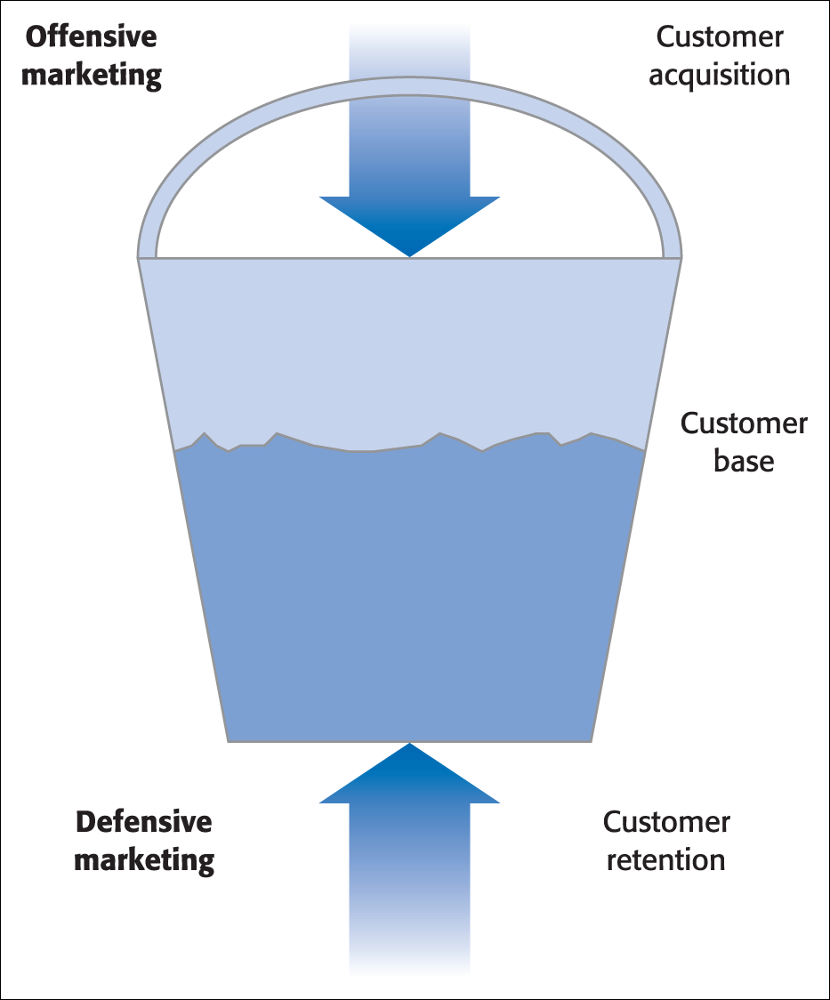 Offensive
marketing
Customer
acquisition
Customer
base
Defensive
marketing
Customer
retention